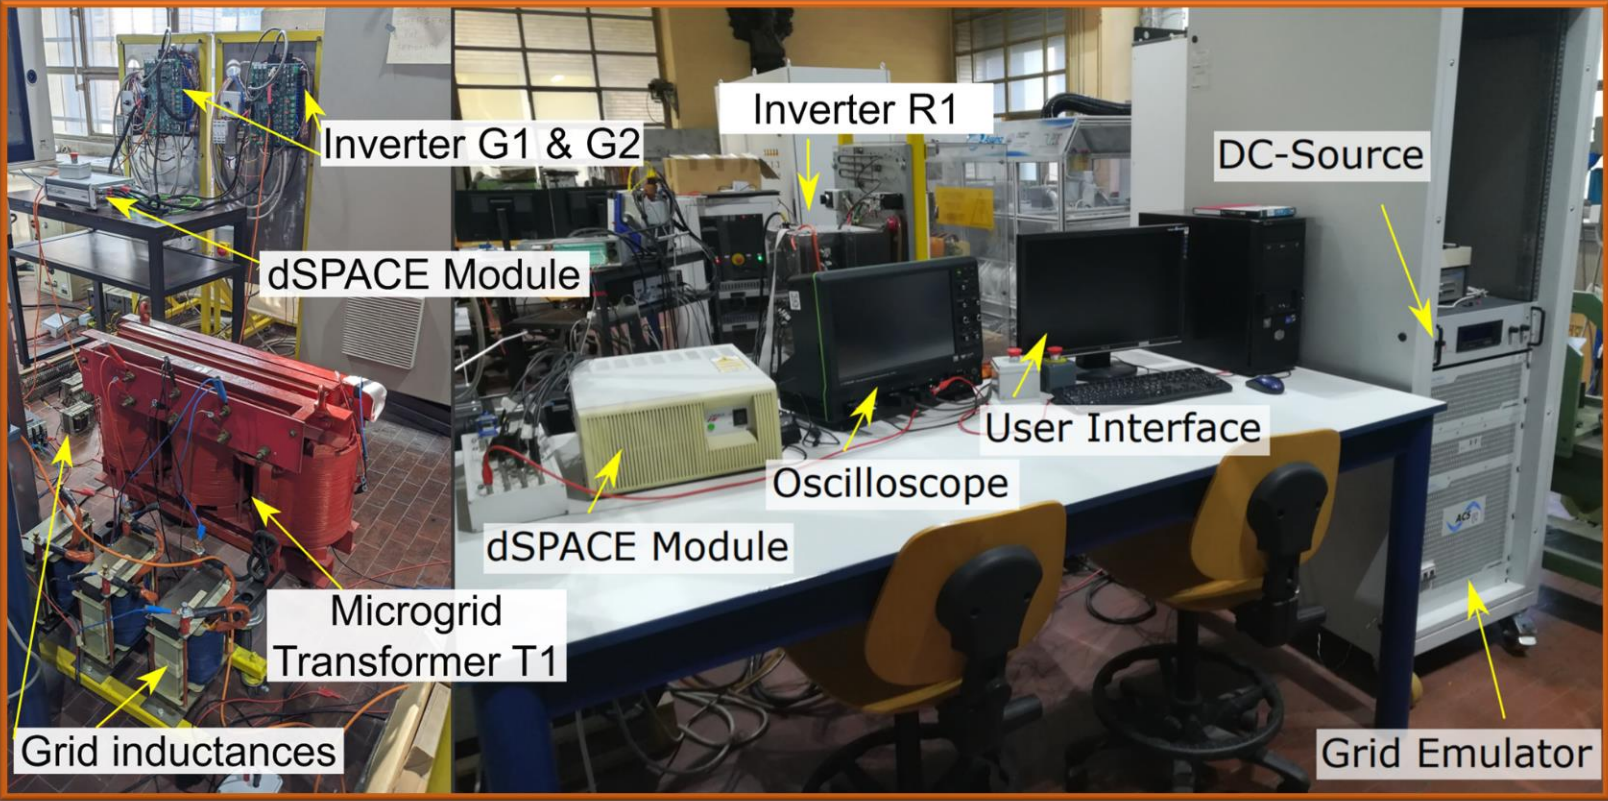 Inverter G1 & G2
dSPACE Module
Microgrid
Transformer T1
Grid inductances
Inverter R1
DC-Source
User Interface
Oscilloscope
dSPACE Module
ACS
Grid Emulator